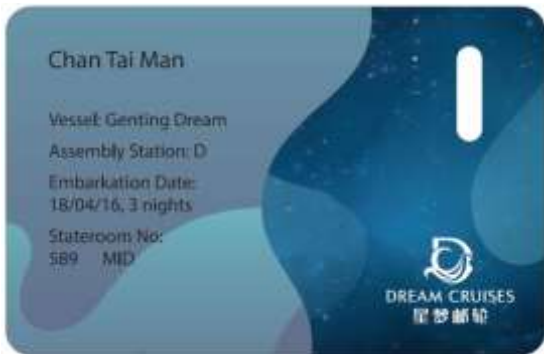 Chan Tai Man
Vessel: Genting Dream
Assembly Station: D
Embarkation Date:
18/04/16, 3 nights
Stateroom No:
589 MID
DREAM CRUISES
星梦邮轮